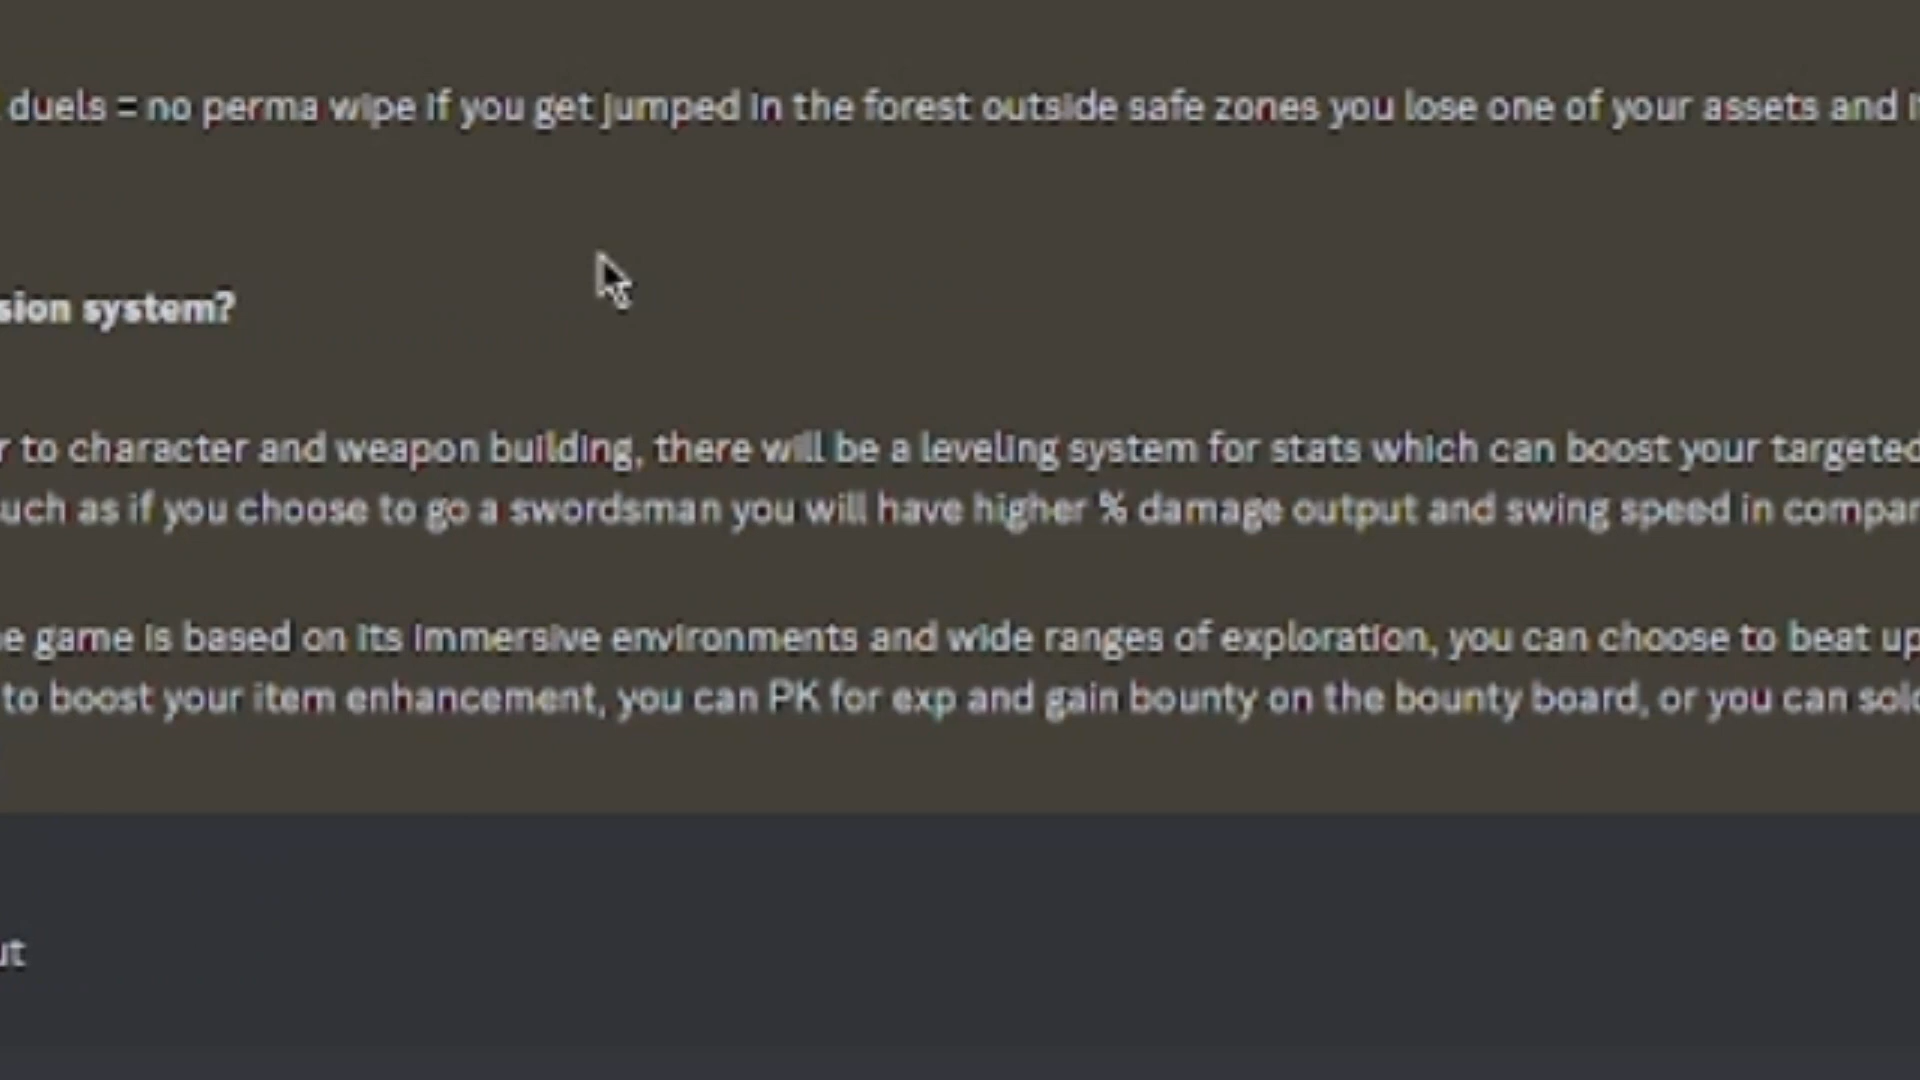 duels = no perma wipe if you get jumped in the forest outside safe zones you lose one of your assets and
sion system?
r to character and weapon building, there will be a leveling system for stats which can boost your targeted
uch as if you choose to go a swordsman you will have higher % damage output and swing speed in compar
e game is based on its immersive environments and wide ranges of exploration, you can choose to beat up
to boost your item enhancement, you can PK for exp and gain bounty on the bounty board, or you can solo
ut